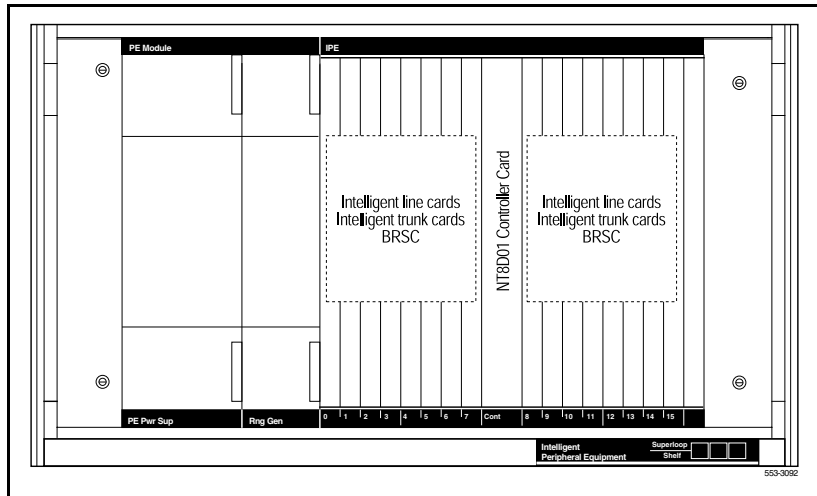 PE Module
IPE
Intelligent line cards
Intelligent trunk cards
BRSC
NT8D01 Controller Card
Intelligent line cards
Intelligent trunk cards
BRSC
PE Pwr Sup
Rng Gen
0 1 2 3 4 5 6 7 Cont 8 9 10 11 12 13 14 15
Intelligent
Peripheral Equipment
Superloop
Shelf
553-3092